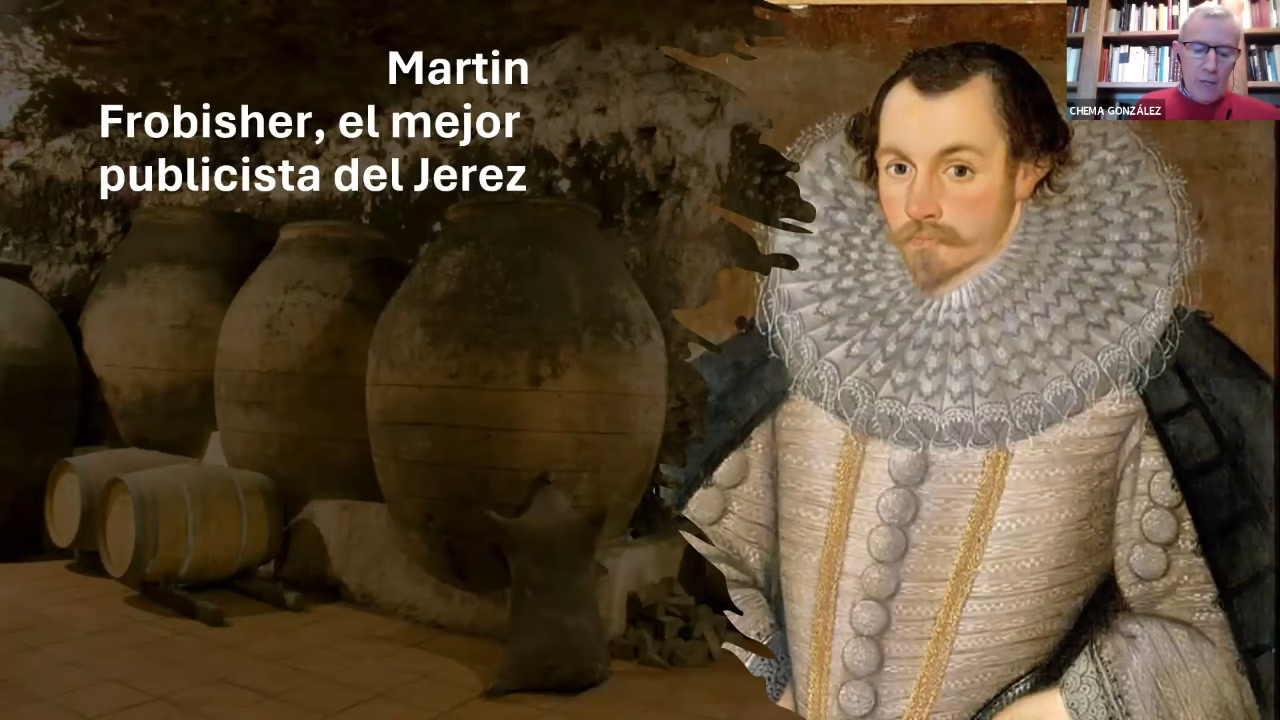 Martin
Frobisher, el mejor
publicista del Jerez
CHEMA GONZÁLEZ